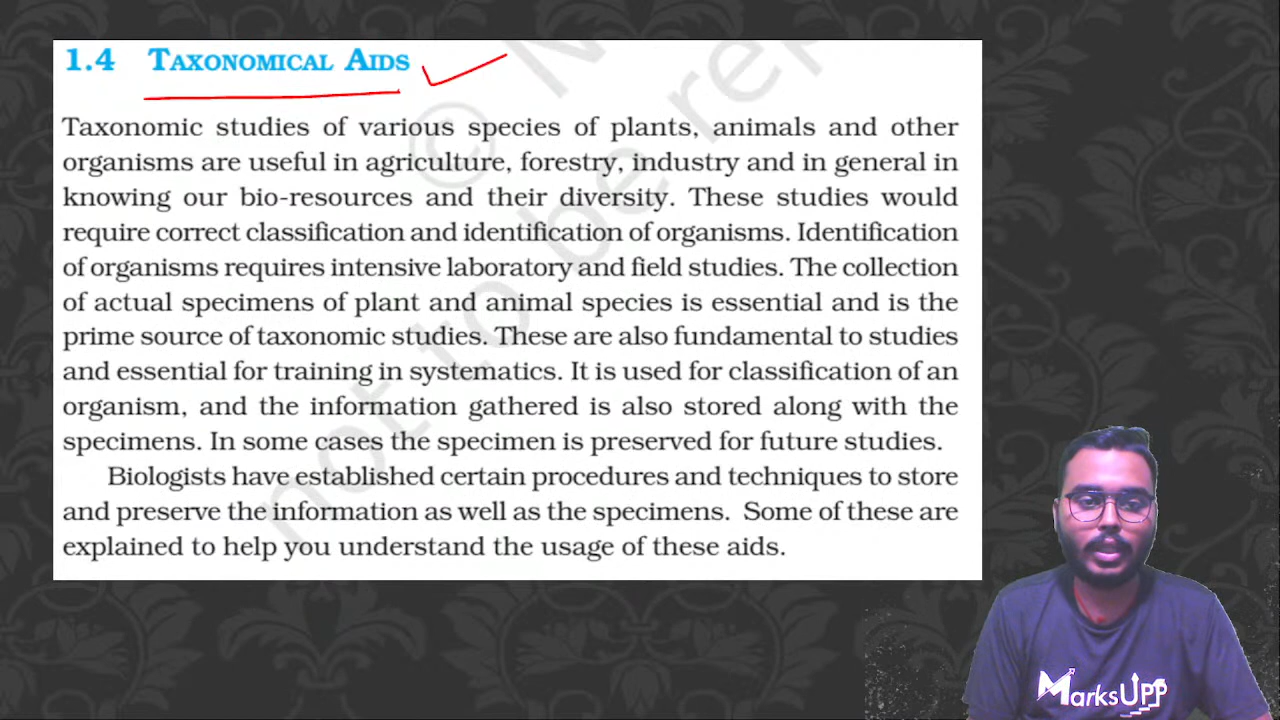 1.4 TAXONOMICAL AIDS
Taxonomic studies of various species of plants, animals and other
organisms are useful in agriculture, forestry, industry and in general in
knowing our bio-resources and their diversity. These studies would
require correct classification and identification of organisms. Identification
of organisms requires intensive laboratory and field studies. The collection
of actual specimens of plant and animal species is essential and is the
prime source of taxonomic studies. These are also fundamental to studies
and essential for training in systematics. It is used for classification of an
organism, and the information gathered is also stored along with the
specimens. In some cases the specimen is preserved for future studies.
Biologists have established certain procedures and techniques to store
and preserve the information as well as the specimens. Some of these are
explained to help you understand the usage of these aids.
© N
not to be rep
MarksUPP